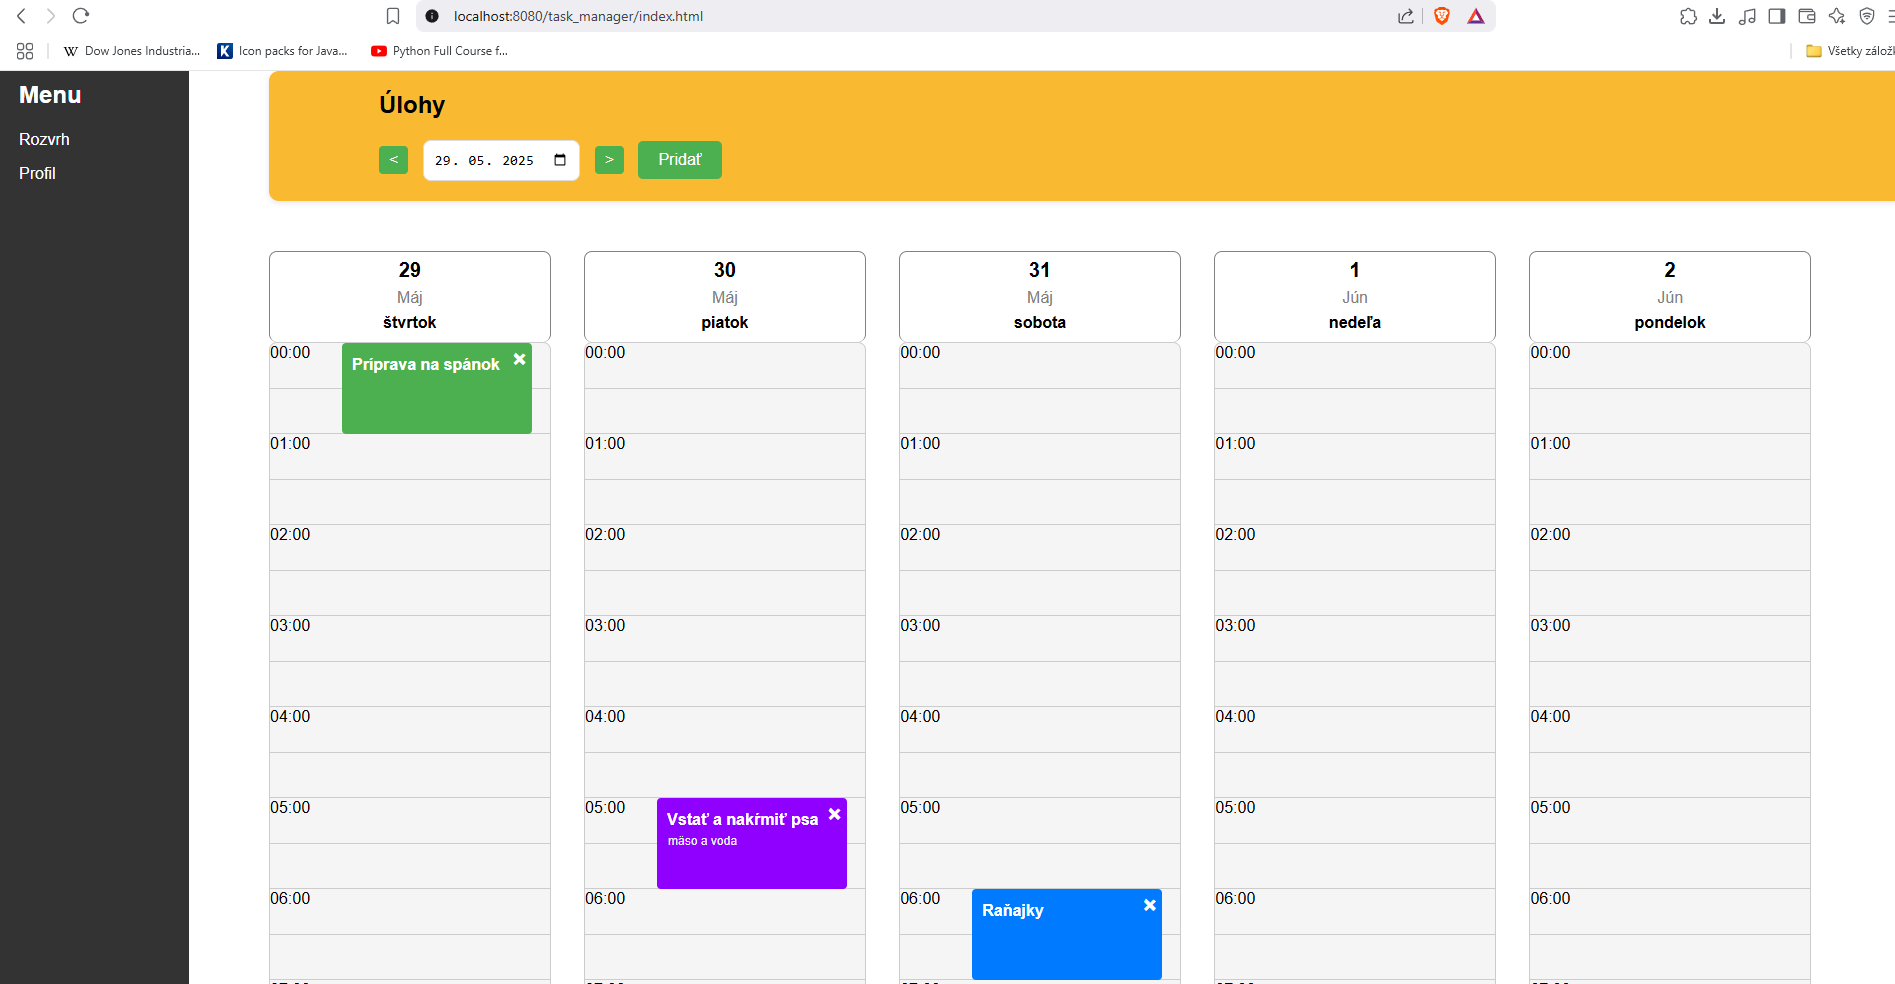 localhost:8080/task_manager/index.html
Dow Jones Industria...
Icon packs for Java...
Python Full Course f...
Všetky zálož
Menu
Rozvrh
Profil
Úlohy
<
29. 05. 2025
>
Pridať
29
Máj
štvrtok
30
Máj
piatok
31
Máj
sobota
1
Jún
nedeľa
2
Jún
pondelok
00:00
Príprava na spánok
00:00
00:00
00:00
00:00
01:00
01:00
01:00
01:00
01:00
02:00
02:00
02:00
02:00
02:00
03:00
03:00
03:00
03:00
03:00
04:00
04:00
04:00
04:00
04:00
05:00
05:00
Vstať a nakŕmiť psa
mäso a voda
05:00
05:00
05:00
06:00
06:00
06:00
Raňajky
06:00
06:00